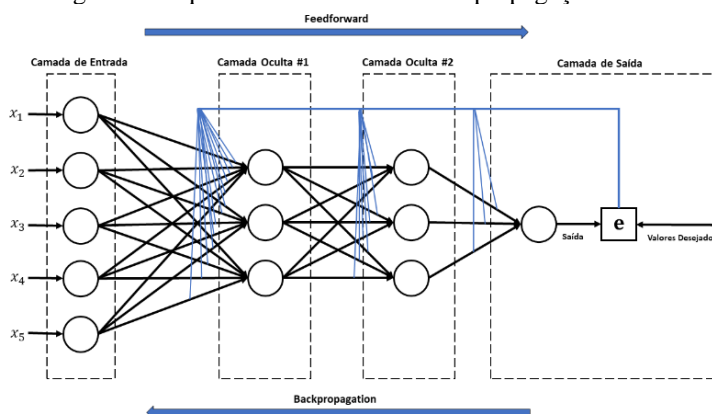 Feedforward
Camada de Entrada
Camada Oculta #1
Camada Oculta #2
Camada de Saída
x1
x2
x3
x4
x5
e
Saída
Valores Desejado
Backpropagation